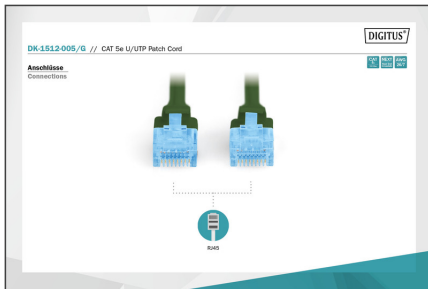 DIGITUS®
DK-1512-005/G // CAT 5e U/UTP Patch Cord
Anschlüsse
Connections
RJ45